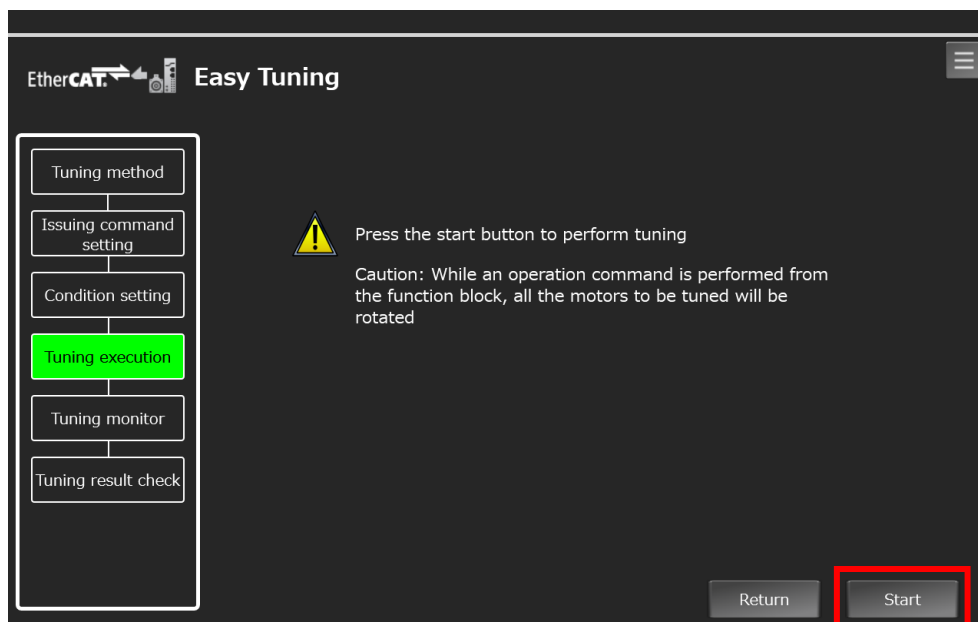 EtherCAT.
Easy Tuning
Tuning method
Issuing command
setting
Condition setting
Tuning execution
Tuning monitor
Tuning result check
Press the start button to perform tuning
Caution: While an operation command is performed from
the function block, all the motors to be tuned will be
rotated
Return
Start